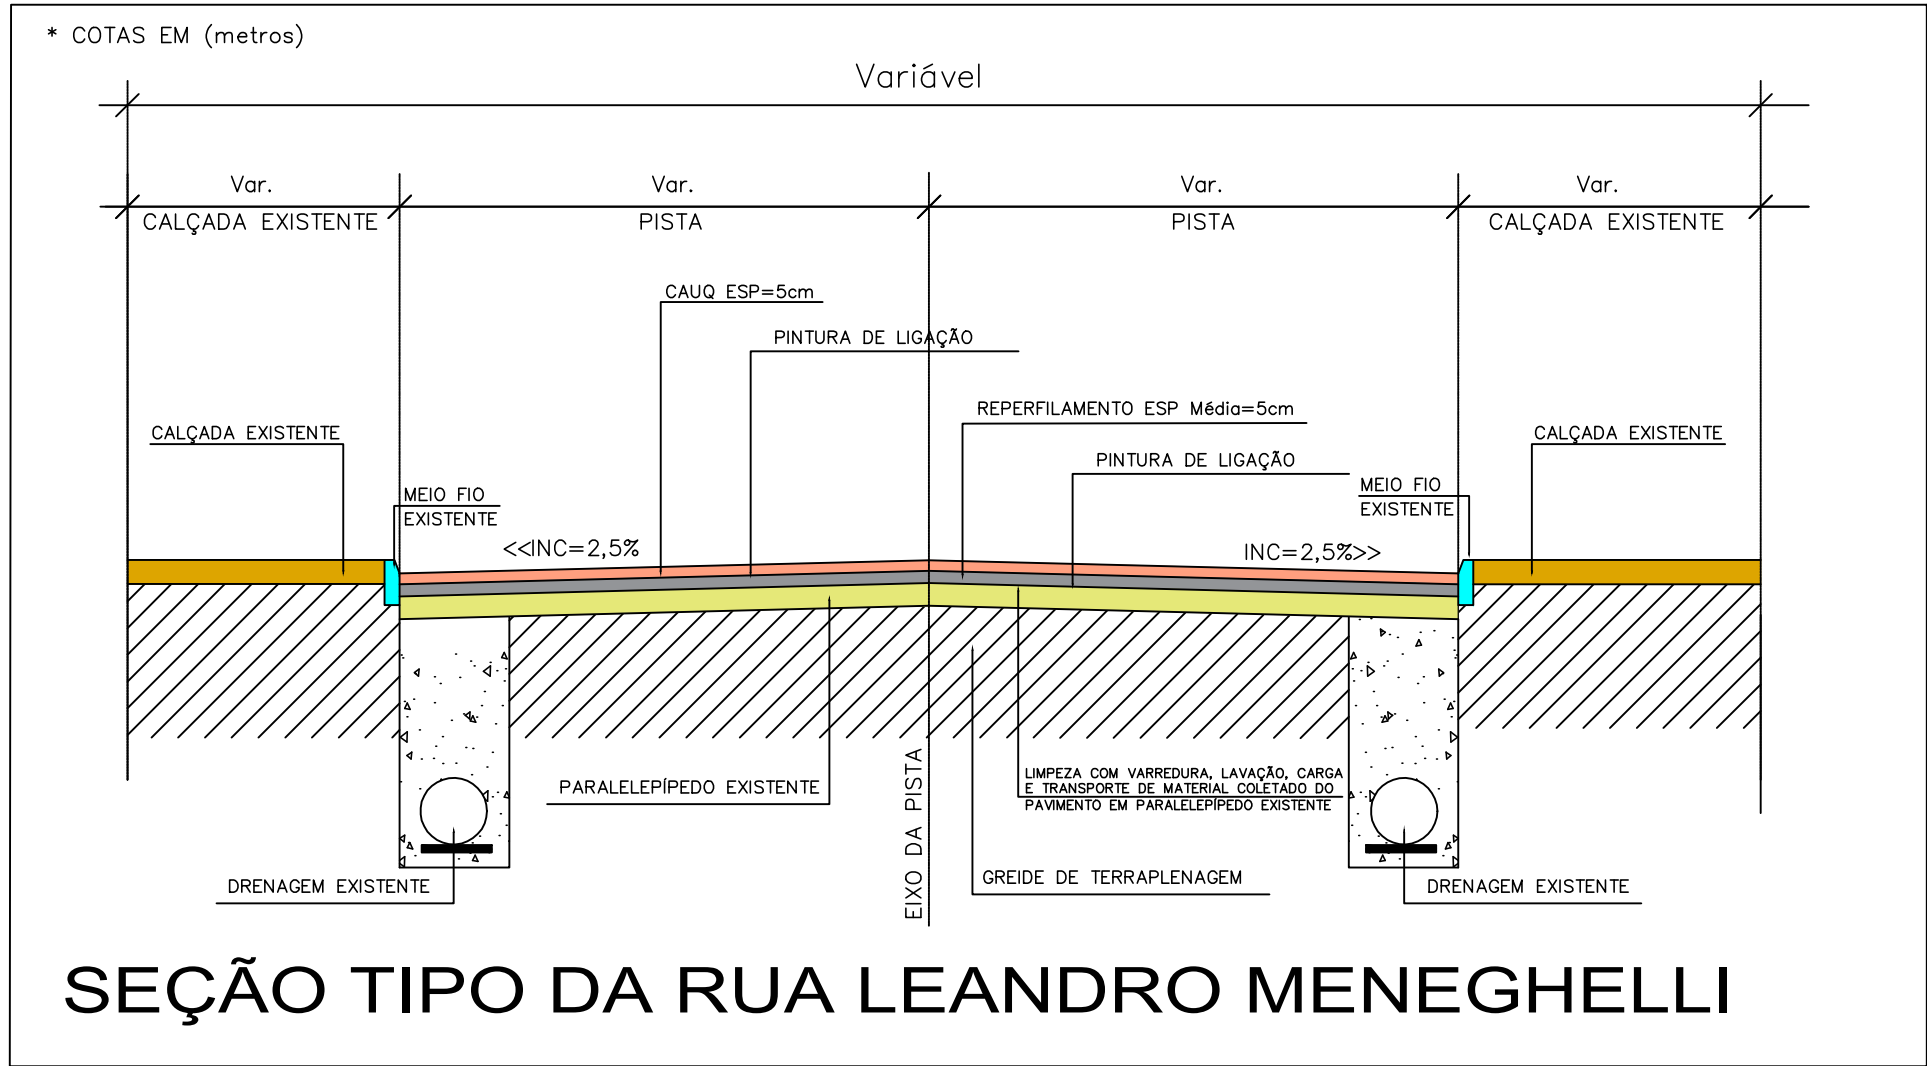 * COTAS EM (metros)
Variável
Var.
Var.
Var.
Var.
CALÇADA EXISTENTE
PISTA
PISTA
CALÇADA EXISTENTE
CAUQ ESP=5cm
PINTURA DE LIGAÇÃO
REPERFILAMENTO ESP Média=5cm
CALÇADA EXISTENTE
CALÇADA EXISTENTE
PINTURA DE LIGAÇÃO
MEIO FIO
EXISTENTE
MEIO FIO
EXISTENTE
<<INC=2,5%
INC=2,5%>>
PARALELEPÍPEDO EXISTENTE
LIMPEZA COM VARREDURA, LAVAÇÃO, CARGA
E TRANSPORTE DE MATERIAL COLETADO DO
PAVIMENTO EM PARALELEPÍPEDO EXISTENTE
EIXO DA PISTA
DRENAGEM EXISTENTE
GREIDE DE TERRAPLENAGEM
DRENAGEM EXISTENTE
SEÇÃO TIPO DA RUA LEANDRO MENEGHELLI